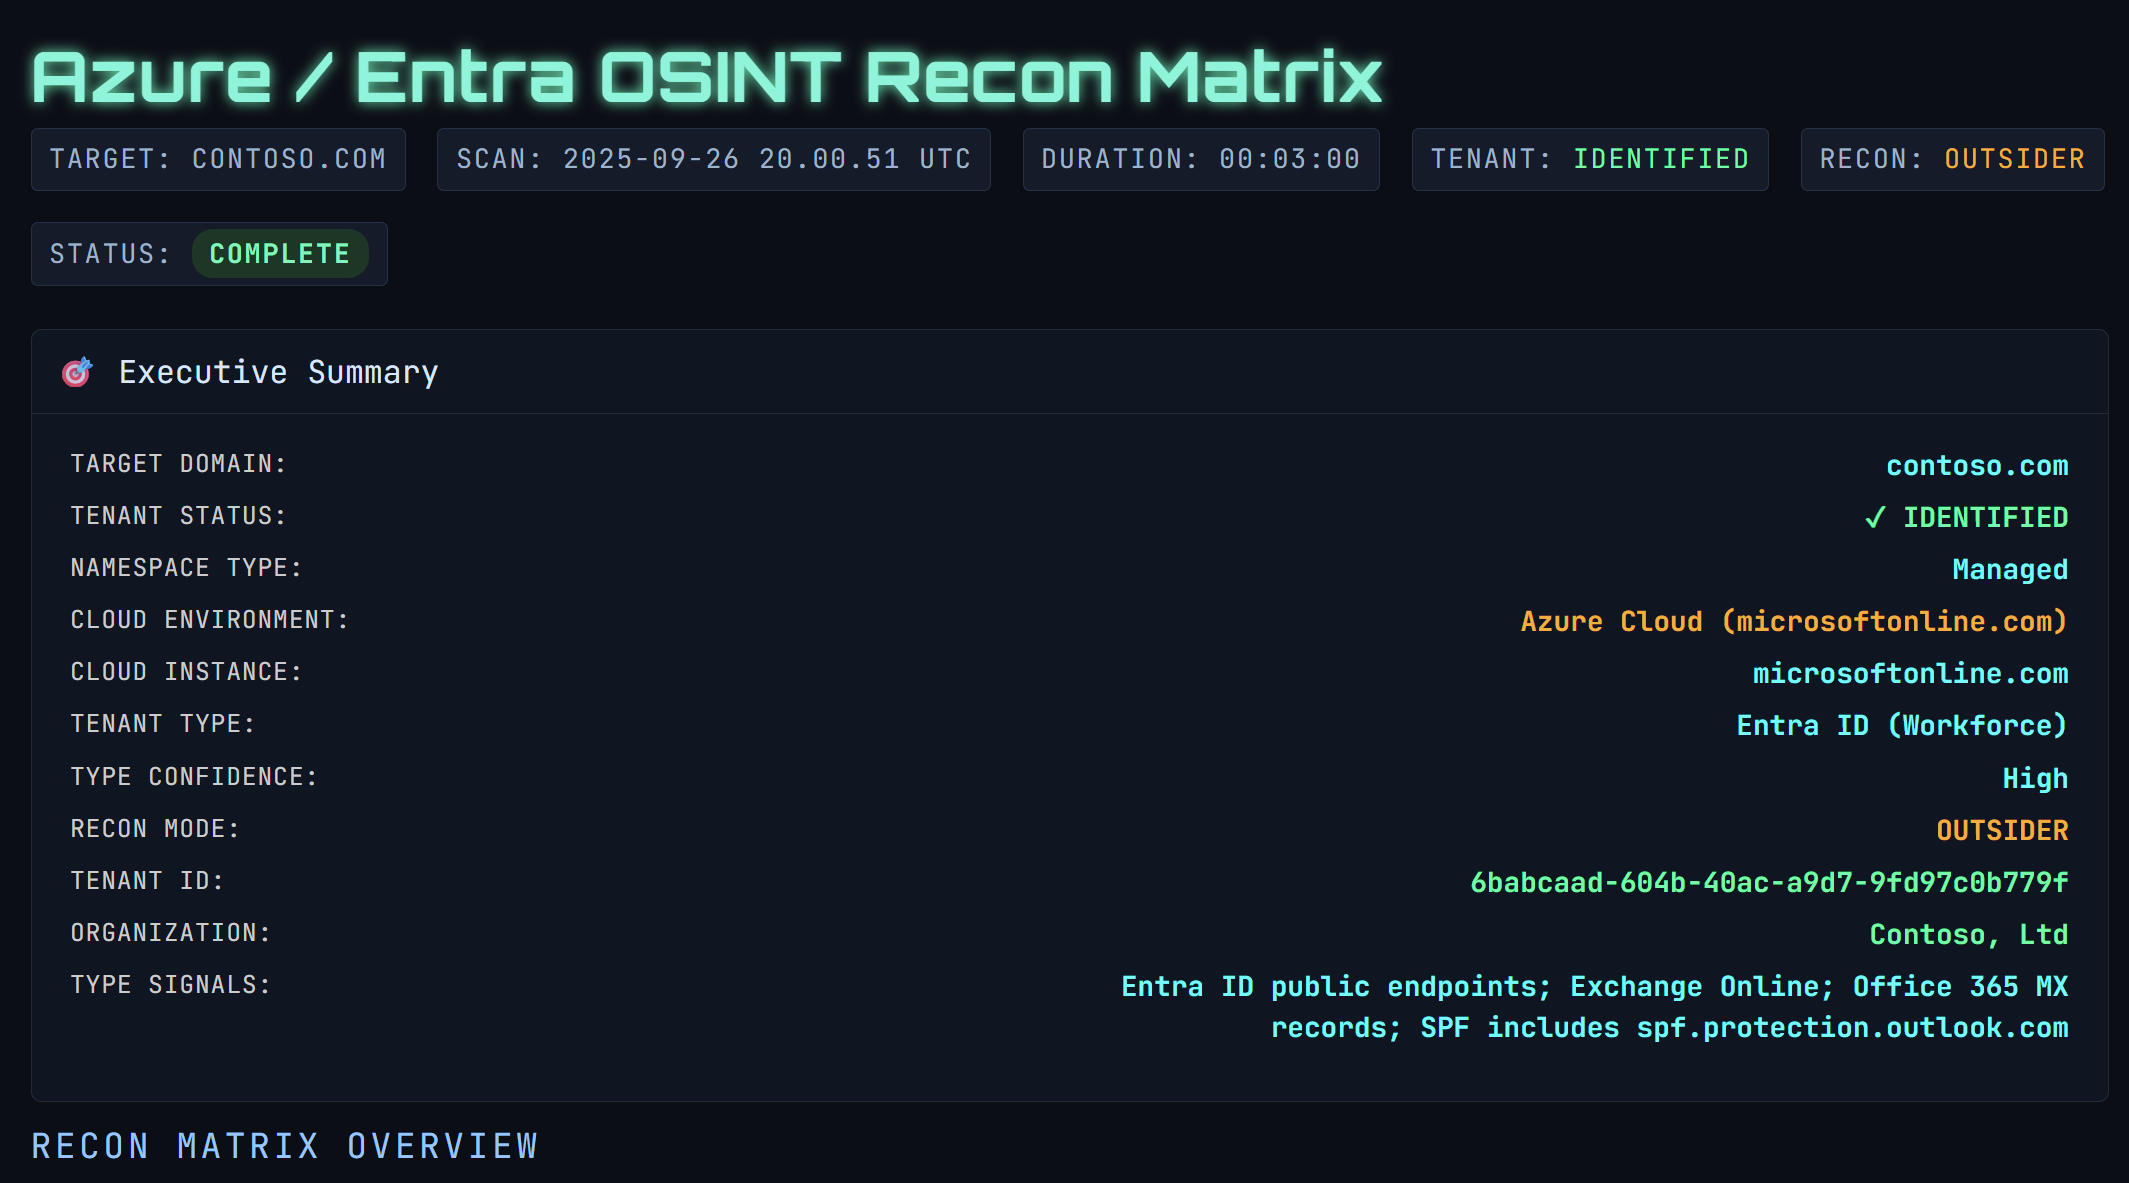 Azure / Entra OSINT Recon Matrix
TARGET: CONTOSO.COM
SCAN: 2025-09-26 20.00.51 UTC
DURATION: 00:03:00
TENANT: IDENTIFIED
RECON: OUTSIDER
STATUS: COMPLETE
Executive Summary
TARGET DOMAIN: contoso.com
TENANT STATUS: ✓ IDENTIFIED
NAMESPACE TYPE: Managed
CLOUD ENVIRONMENT: Azure Cloud (microsoftonline.com)
CLOUD INSTANCE: microsoftonline.com
TENANT TYPE: Entra ID (Workforce)
TYPE CONFIDENCE: High
RECON MODE: OUTSIDER
TENANT ID: 6babcaad-604b-40ac-a9d7-9fd97c0b779f
ORGANIZATION: Contoso, Ltd
TYPE SIGNALS: Entra ID public endpoints; Exchange Online; Office 365 MX
records; SPF includes spf.protection.outlook.com
RECON MATRIX OVERVIEW